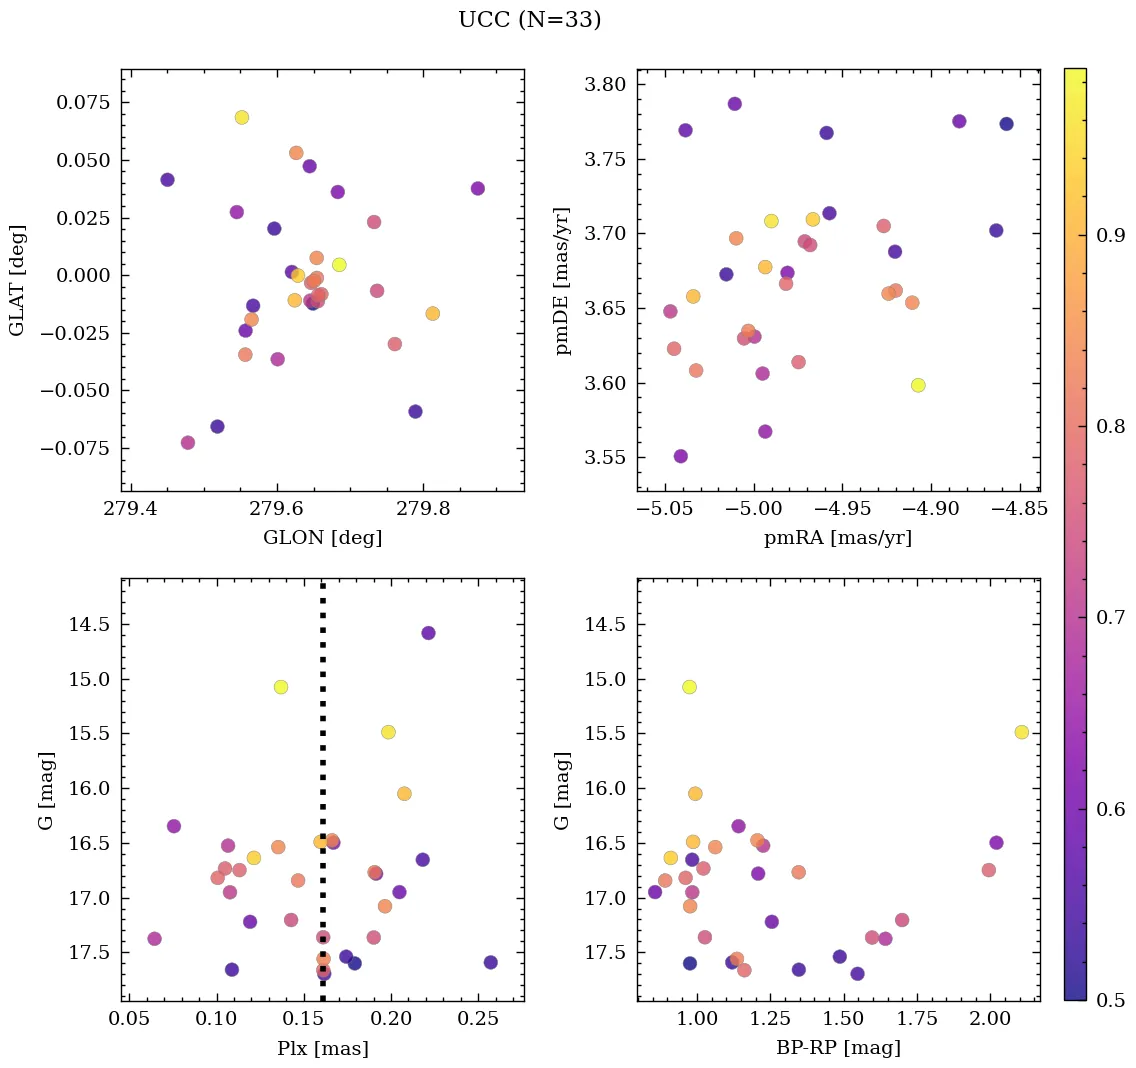 UCC (N=33)
0.075
0.050
0.025
0.000
−0.025
−0.050
−0.075
GLAT [deg]
279.4 279.6 279.8
GLON [deg]
3.80
3.75
3.70
3.65
3.60
3.55
pmDE [mas/yr]
−5.05 −5.00 −4.95 −4.90 −4.85
pmRA [mas/yr]
14.5
15.0
15.5
16.0
16.5
17.0
17.5
G [mag]
0.05 0.10 0.15 0.20 0.25
Plx [mas]
14.5
15.0
15.5
16.0
16.5
17.0
17.5
G [mag]
1.00 1.25 1.50 1.75 2.00
BP-RP [mag]
0.9
0.8
0.7
0.6
0.5